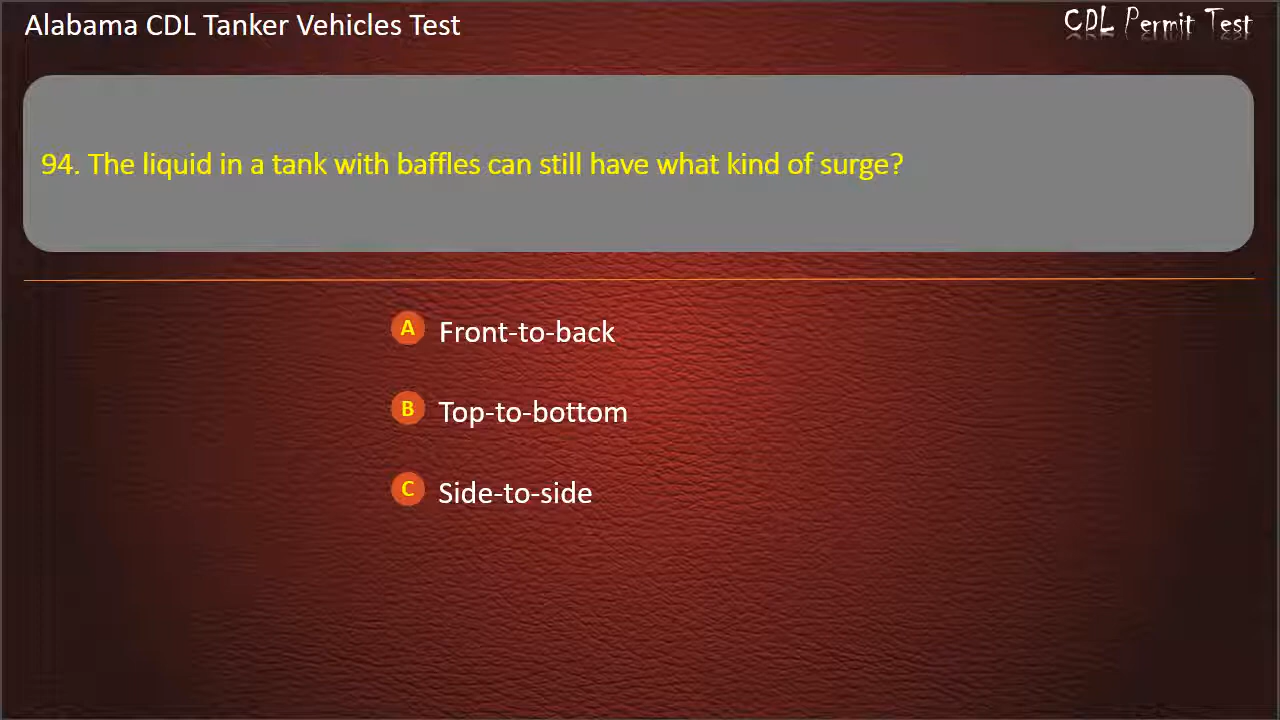 Alabama CDL Tanker Vehicles Test
CDL Permit Test
94. The liquid in a tank with baffles can still have what kind of surge?
A Front-to-back
B Top-to-bottom
C Side-to-side